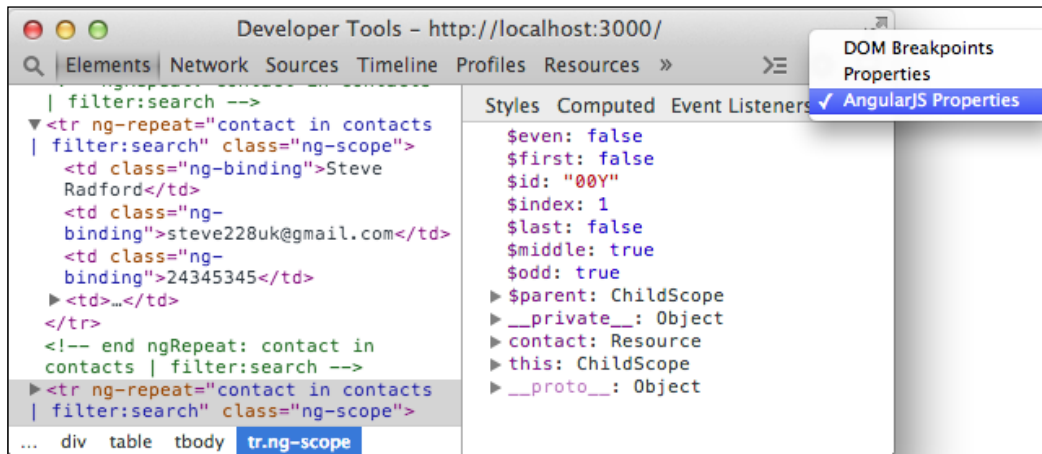 Developer Tools – http://localhost:3000/
Elements Network Sources Timeline Profiles Resources »
DOM Breakpoints
Properties
✓ AngularJS Properties
| filter:search -->
▼<tr ng-repeat="contact in contacts
| filter:search" class="ng-scope">
<td class="ng-binding">Steve
Radford</td>
<td class="ng-
binding">steve228uk@gmail.com</td>
<td class="ng-
binding">24345345</td>
▶<td>…</td>
</tr>
<!-- end ngRepeat: contact in
contacts | filter:search -->
▶<tr ng-repeat="contact in contacts
| filter:search" class="ng-scope">
... div table tbody tr.ng-scope
Styles Computed Event Listeners
$even: false
$first: false
$id: "00Y"
$index: 1
$last: false
$middle: true
$odd: true
▶ $parent: ChildScope
▶ __private__: Object
▶ contact: Resource
▶ this: ChildScope
▶ __proto__: Object